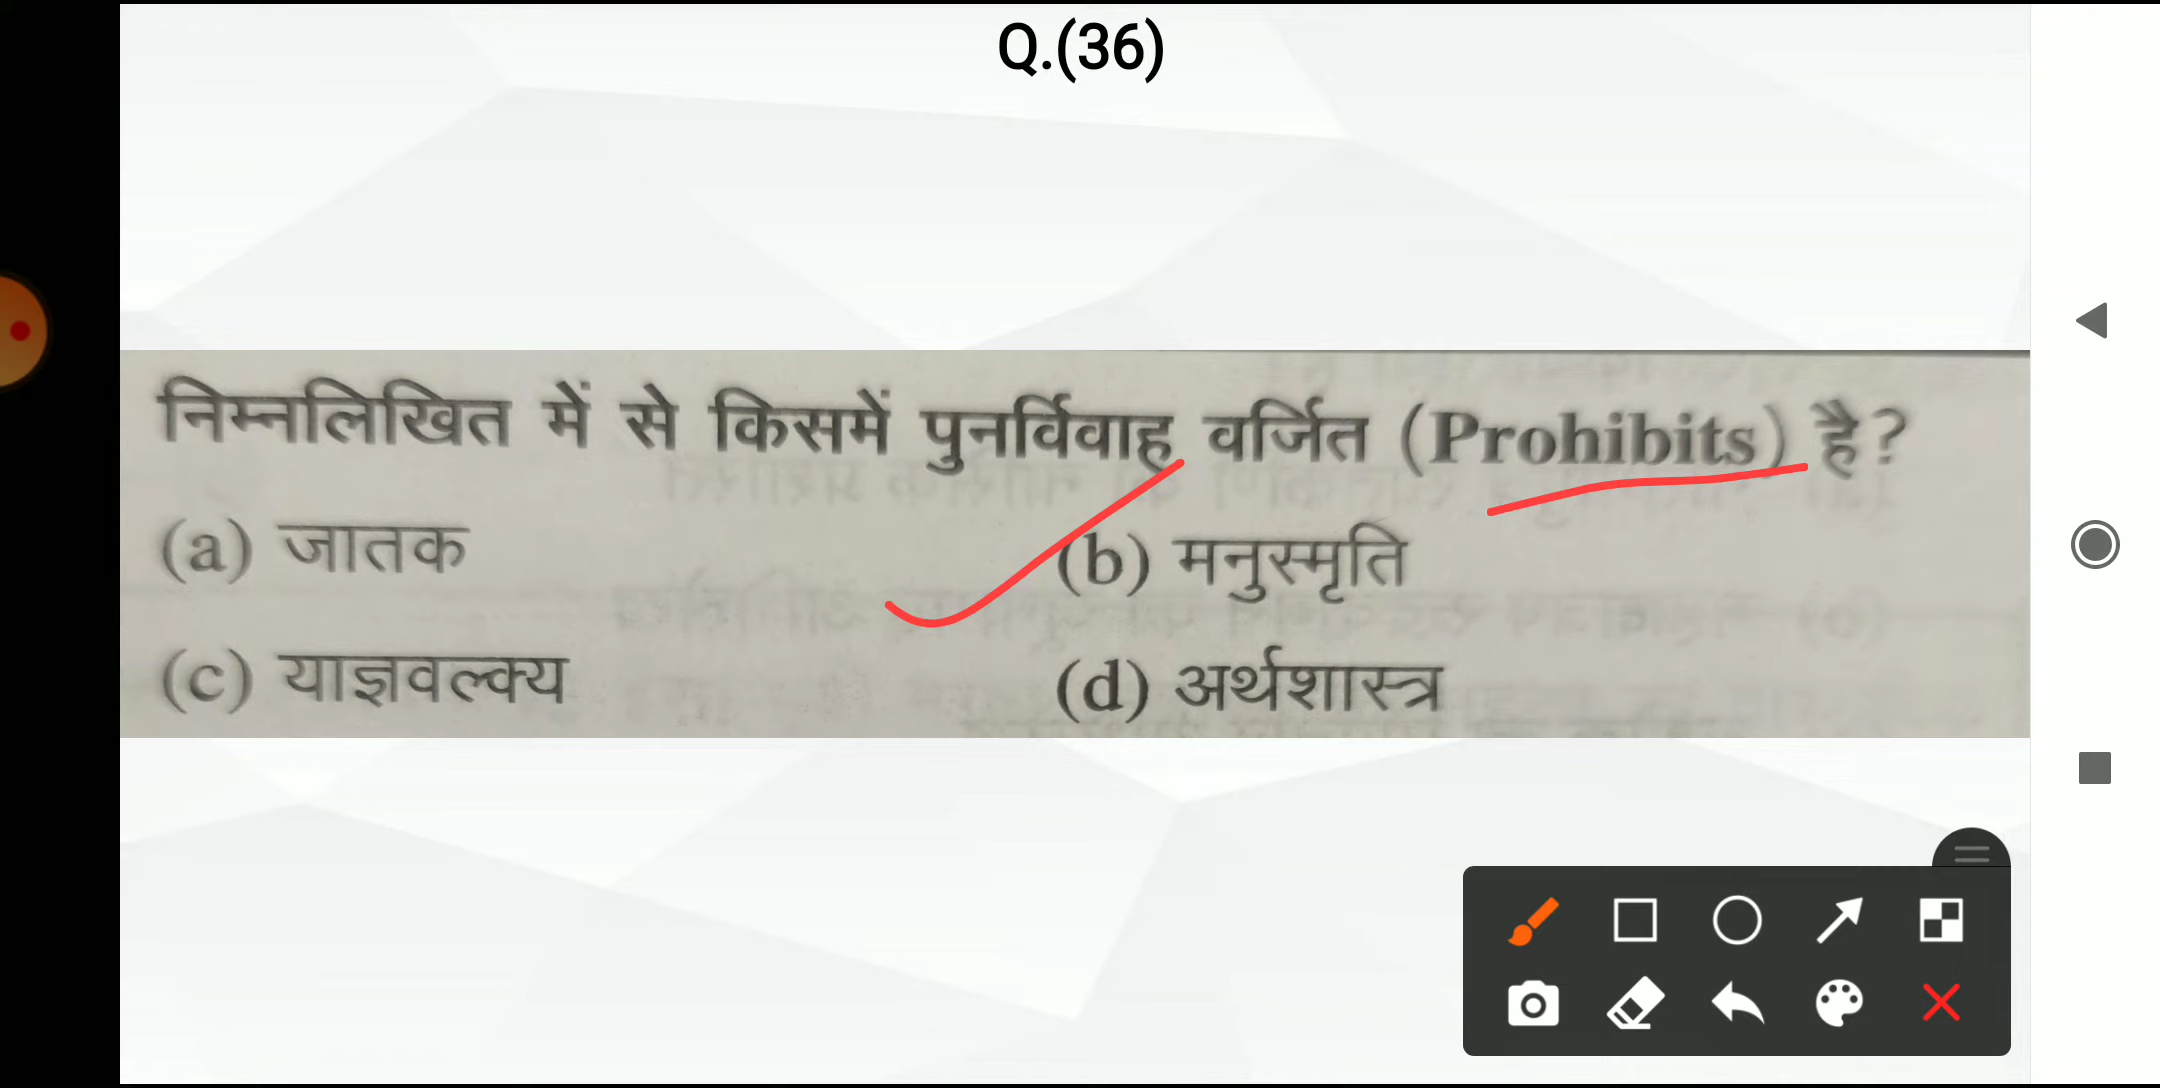 Q.(36)
निम्नलिखित में से किसमें पुनर्विवाह वर्जित (Prohibits) है?
(a) जातक (b) मनुस्मृति
(c) याज्ञवल्क्य (d) अर्थशास्त्र